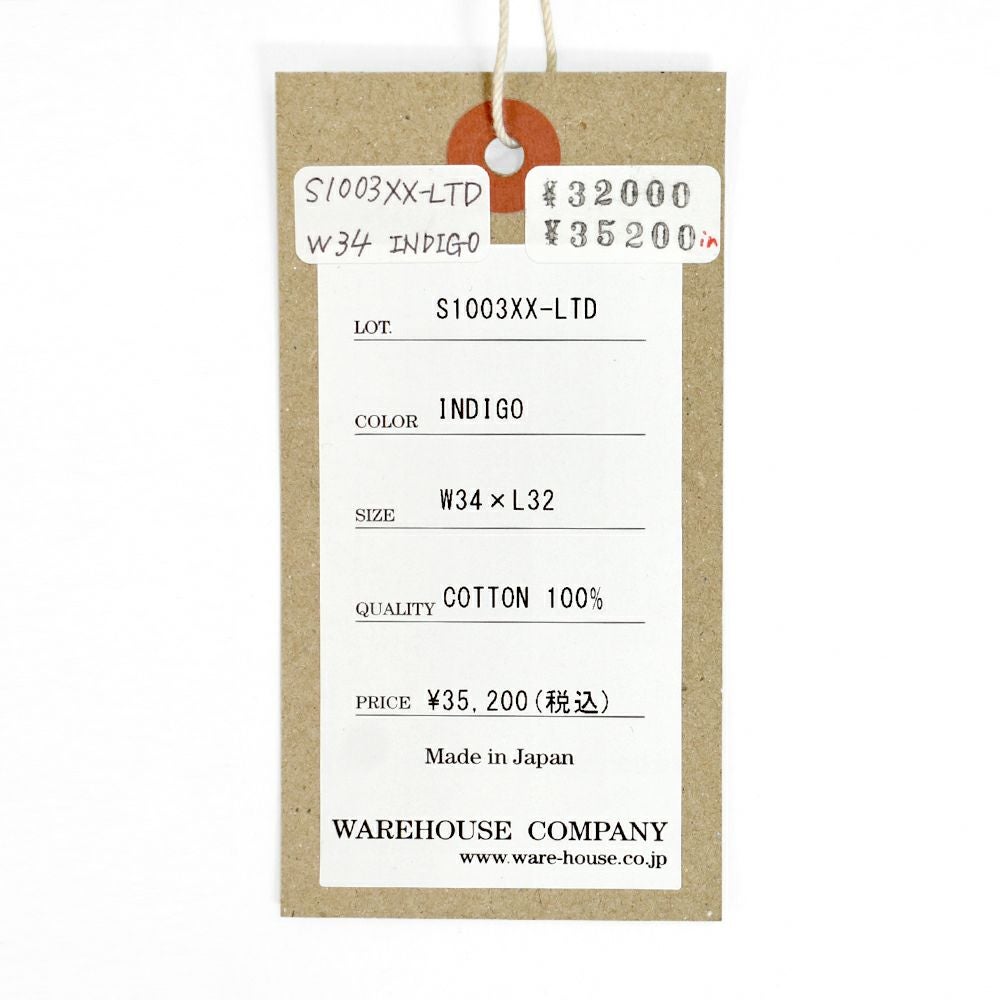 S1003XX-LTD
W34 INDIGO
¥32000
¥35200in
LOT. S1003XX-LTD
COLOR INDIGO
SIZE W34×L32
QUALITY COTTON 100%
PRICE ¥35,200(税込)
Made in Japan
WAREHOUSE COMPANY
www.ware-house.co.jp